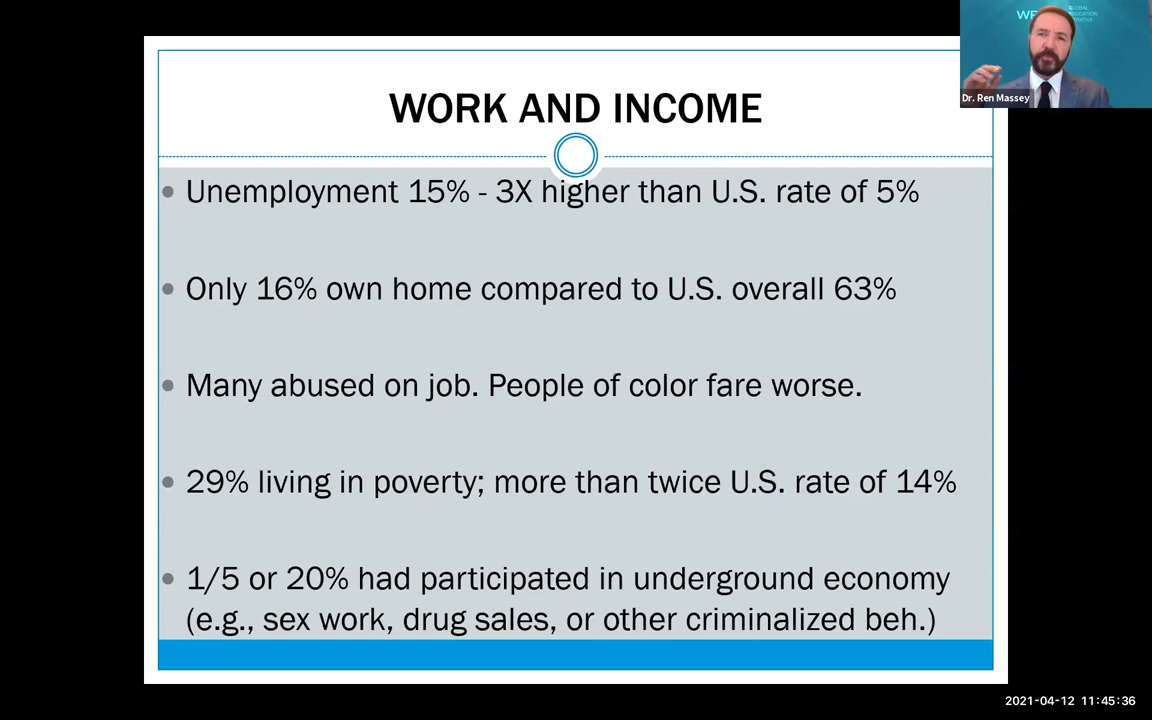 WORK AND INCOME
• Unemployment 15% - 3X higher than U.S. rate of 5%
• Only 16% own home compared to U.S. overall 63%
• Many abused on job. People of color fare worse.
• 29% living in poverty; more than twice U.S. rate of 14%
• 1/5 or 20% had participated in underground economy
(e.g., sex work, drug sales, or other criminalized beh.)
GLOBAL
EDUCATION
INITIATIVE
Dr. Ren Massey
2021-04-12 11:45:36